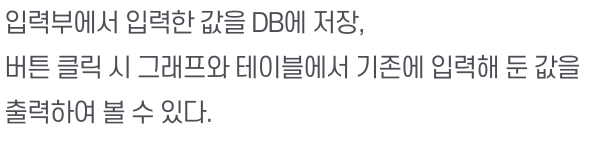 입력부에서 입력한 값을 DB에 저장,
버튼 클릭 시 그래프와 테이블에서 기존에 입력해 둔 값을
출력하여 볼 수 있다.